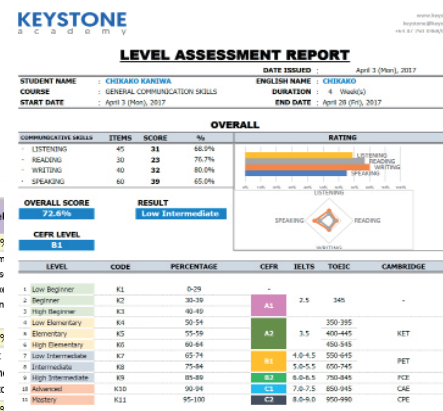 KEYSTONE
academy
LEVEL ASSESSMENT REPORT
DATE ISSUED : April 3 (Mon), 2017
STUDENT NAME : CHIKAKO KANIWA ENGLISH NAME : CHIKAKO
COURSE : GENERAL COMMUNICATION SKILLS DURATION : 4 Week(s)
START DATE : April 3 (Mon), 2017 END DATE : April 28 (Fri), 2017
OVERALL
COMMUNICATIVE SKILLS ITEMS SCORE % RATING
- LISTENING 45 31 68.9%
- READING 30 23 76.7%
- WRITING 40 32 80.0%
- SPEAKING 60 39 65.0%
LISTENING
READING
WRITING
SPEAKING
LISTENING
SPEAKING READING
WRITING
OVERALL SCORE RESULT
72.6% Low Intermediate
CEFR LEVEL
B1
LEVEL CODE PERCENTAGE CEFR IELTS TOEIC CAMBRIDGE
1 Low Beginner K1 0-29 -
2 Beginner K2 30-39 A1 2.5 345 -
3 High Beginner K3 40-49
4 Low Elementary K4 50-54 350-395
5 Elementary K5 55-59 A2 3.5 400-445 KET
6 High Elementary K6 60-64 450-545
7 Low Intermediate K7 65-74 B1 4.0-4.5 550-645 PET
8 Intermediate K8 75-84 5.0-5.5 650-745
9 High Intermediate K9 85-89 B2 6.0-6.5 750-845 FCE
10 Advanced K10 90-94 C1 7.0-7.5 850-945 CAE
11 Mastery K11 95-100 C2 8.0-9.0 950-990 CPE